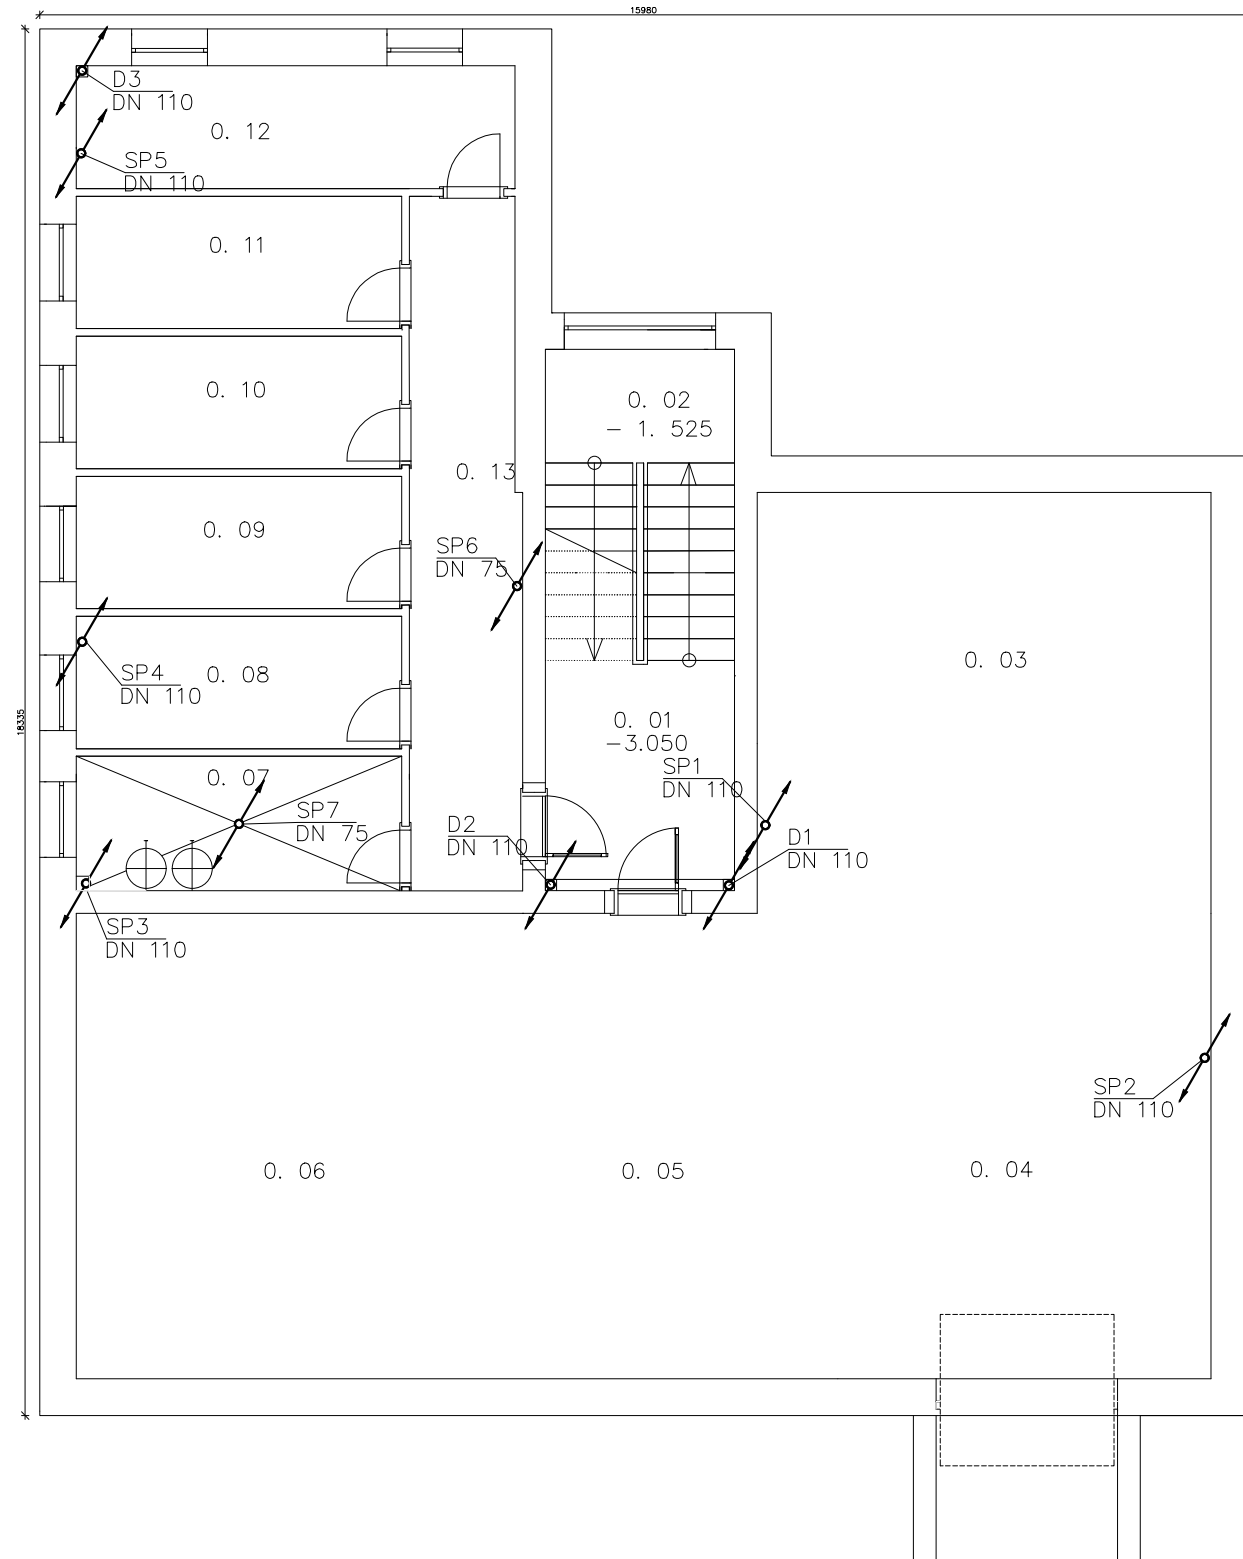 15980
D3
DN 110
0. 12
SP5
DN 110
0. 11
0. 10
0. 02
- 1. 525
0. 13
0. 09
SP6
DN 75
0. 03
SP4
DN 110
0. 08
18335
0. 01
-3.050
SP1
DN 110
0. 07
SP7
DN 75
D2
DN 110
D1
DN 110
SP3
DN 110
SP2
DN 110
0. 06
0. 05
0. 04